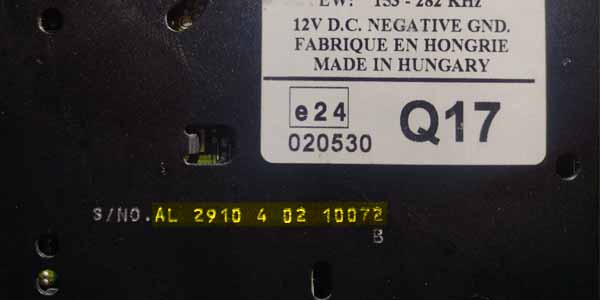 LW: 153 - 282 KHz
12V D.C. NEGATIVE GND.
FABRIQUE EN HONGRIE
MADE IN HUNGARY
e24
020530
Q17
S/NO. AL 2910 4 02 10072
B